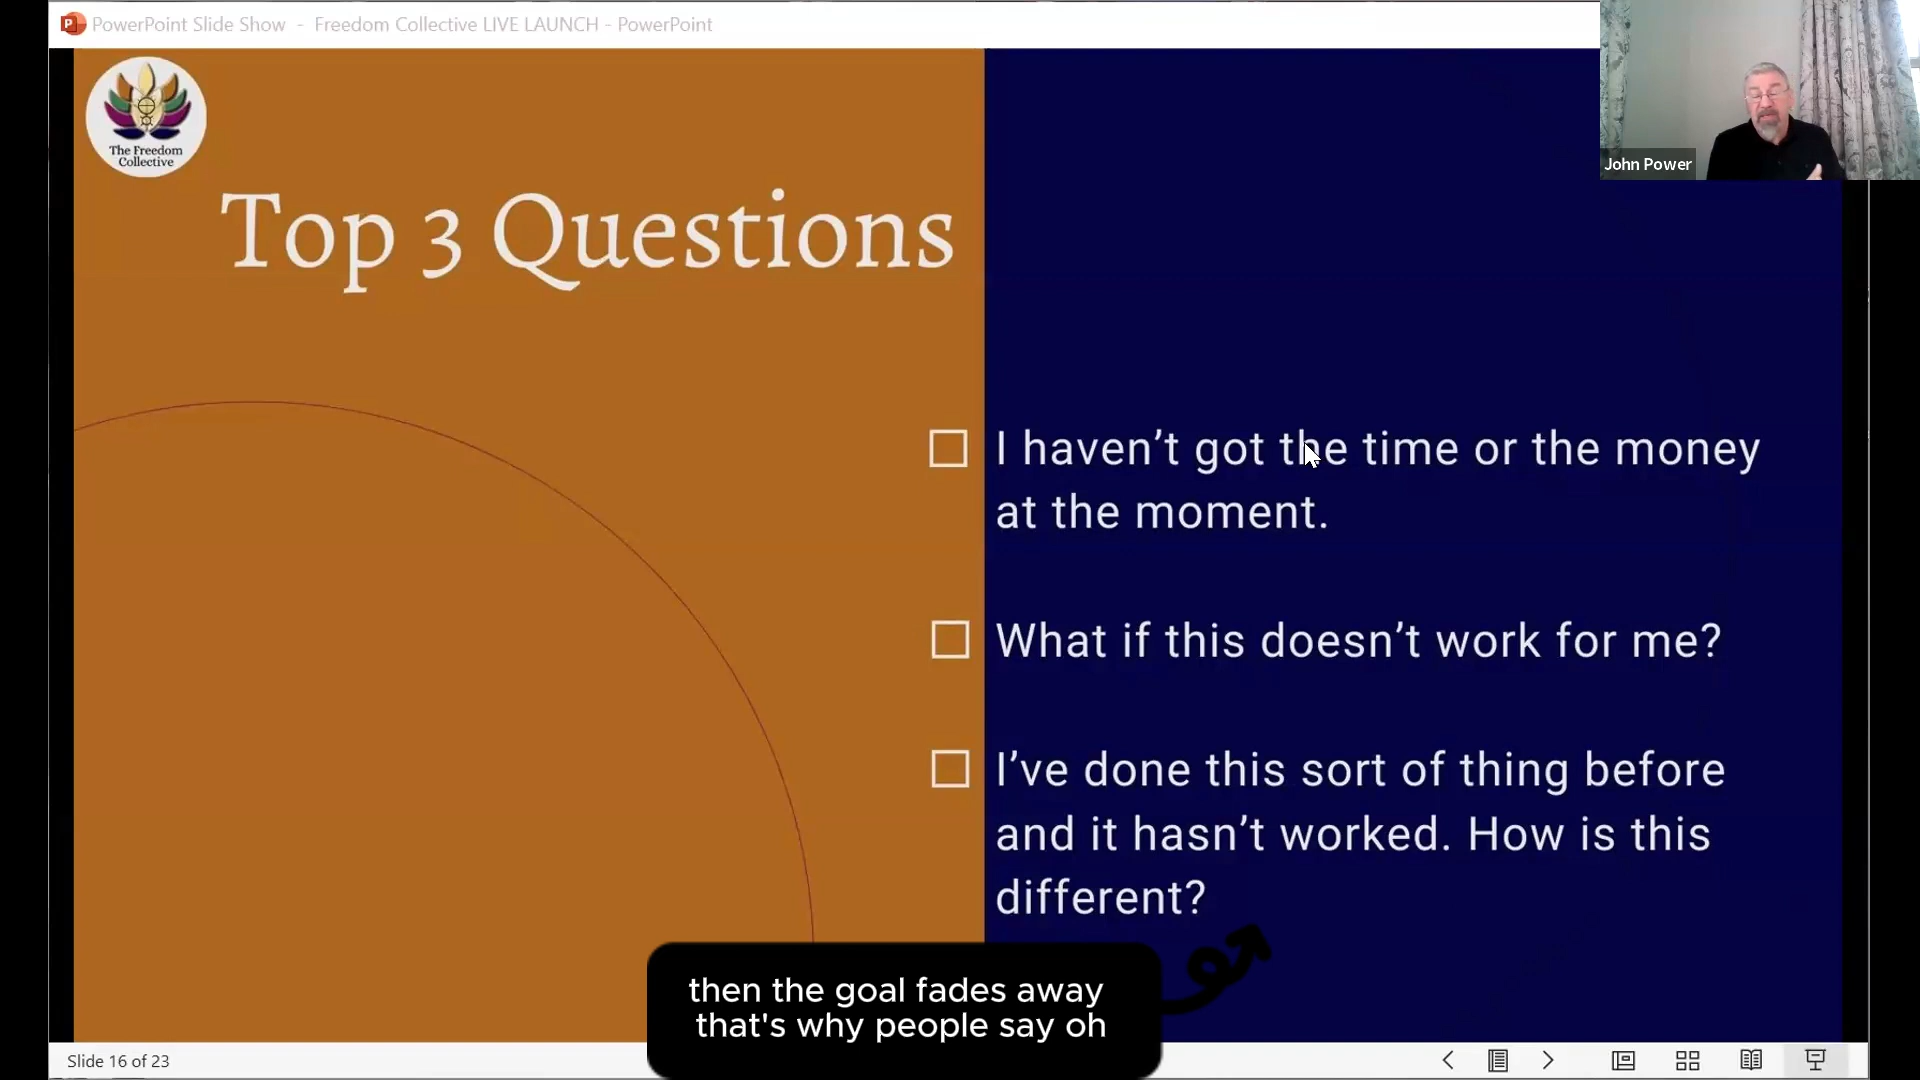 PowerPoint Slide Show - Freedom Collective LIVE LAUNCH - PowerPoint
The Freedom
Collective
John Power
Top 3 Questions
I haven’t got the time or the money
at the moment.
What if this doesn’t work for me?
I’ve done this sort of thing before
and it hasn’t worked. How is this
different?
then the goal fades away
that's why people say oh
Slide 16 of 23